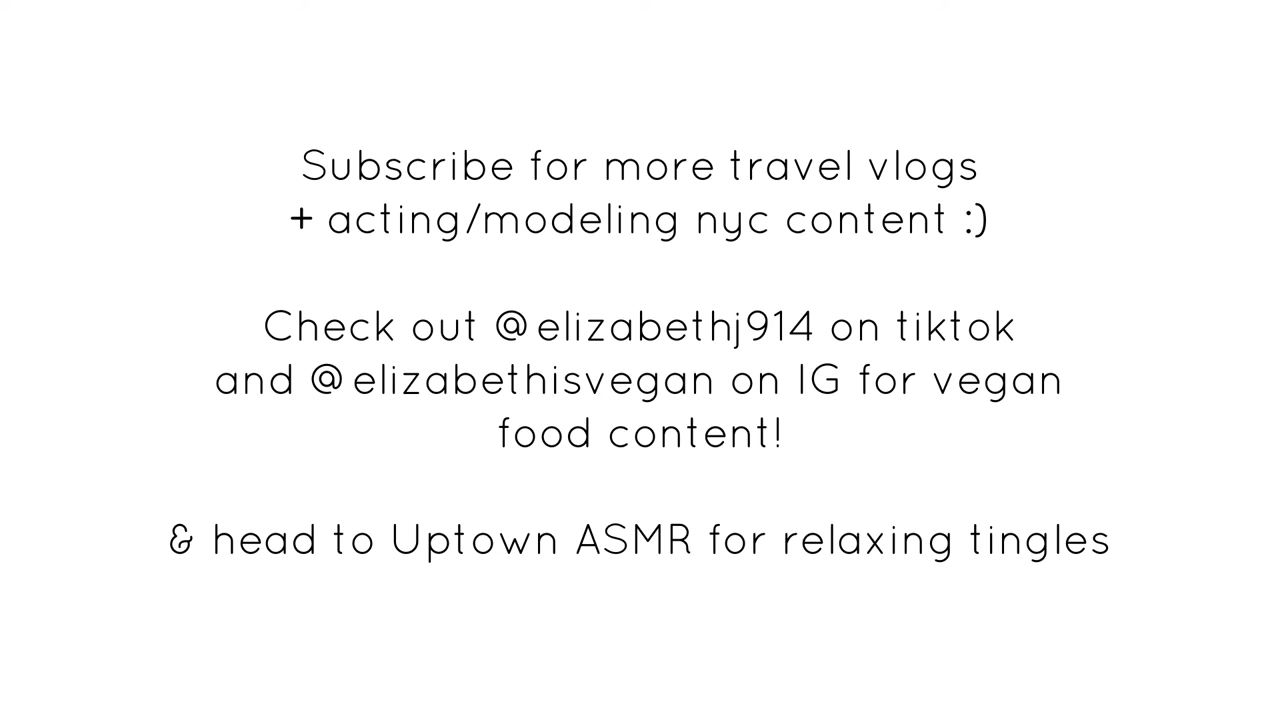 Subscribe for more travel vlogs
+ acting/modeling nyc content :)
Check out @elizabethj914 on tiktok
and @elizabethisvegan on IG for vegan
food content!
& head to Uptown ASMR for relaxing tingles